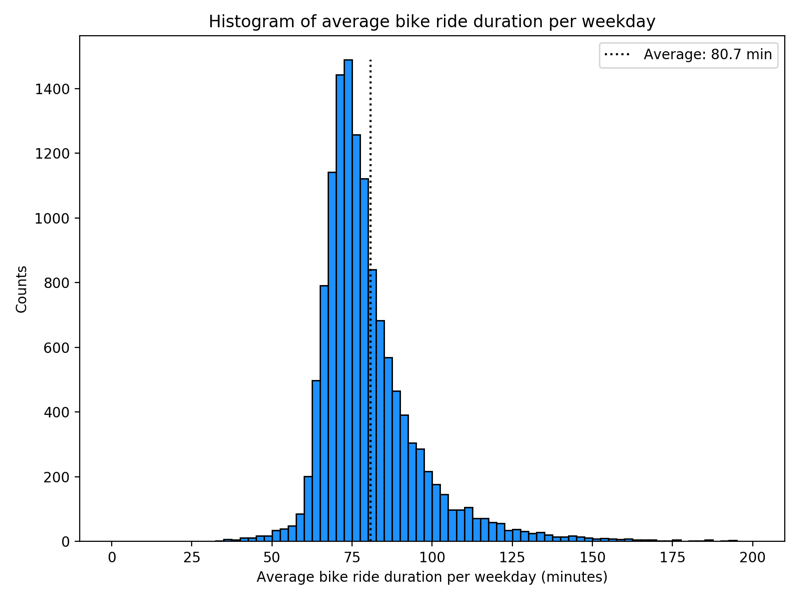 Histogram of average bike ride duration per weekday
Average: 80.7 min
1400
1200
1000
800
600
400
200
0
Counts
0 25 50 75 100 125 150 175 200
Average bike ride duration per weekday (minutes)